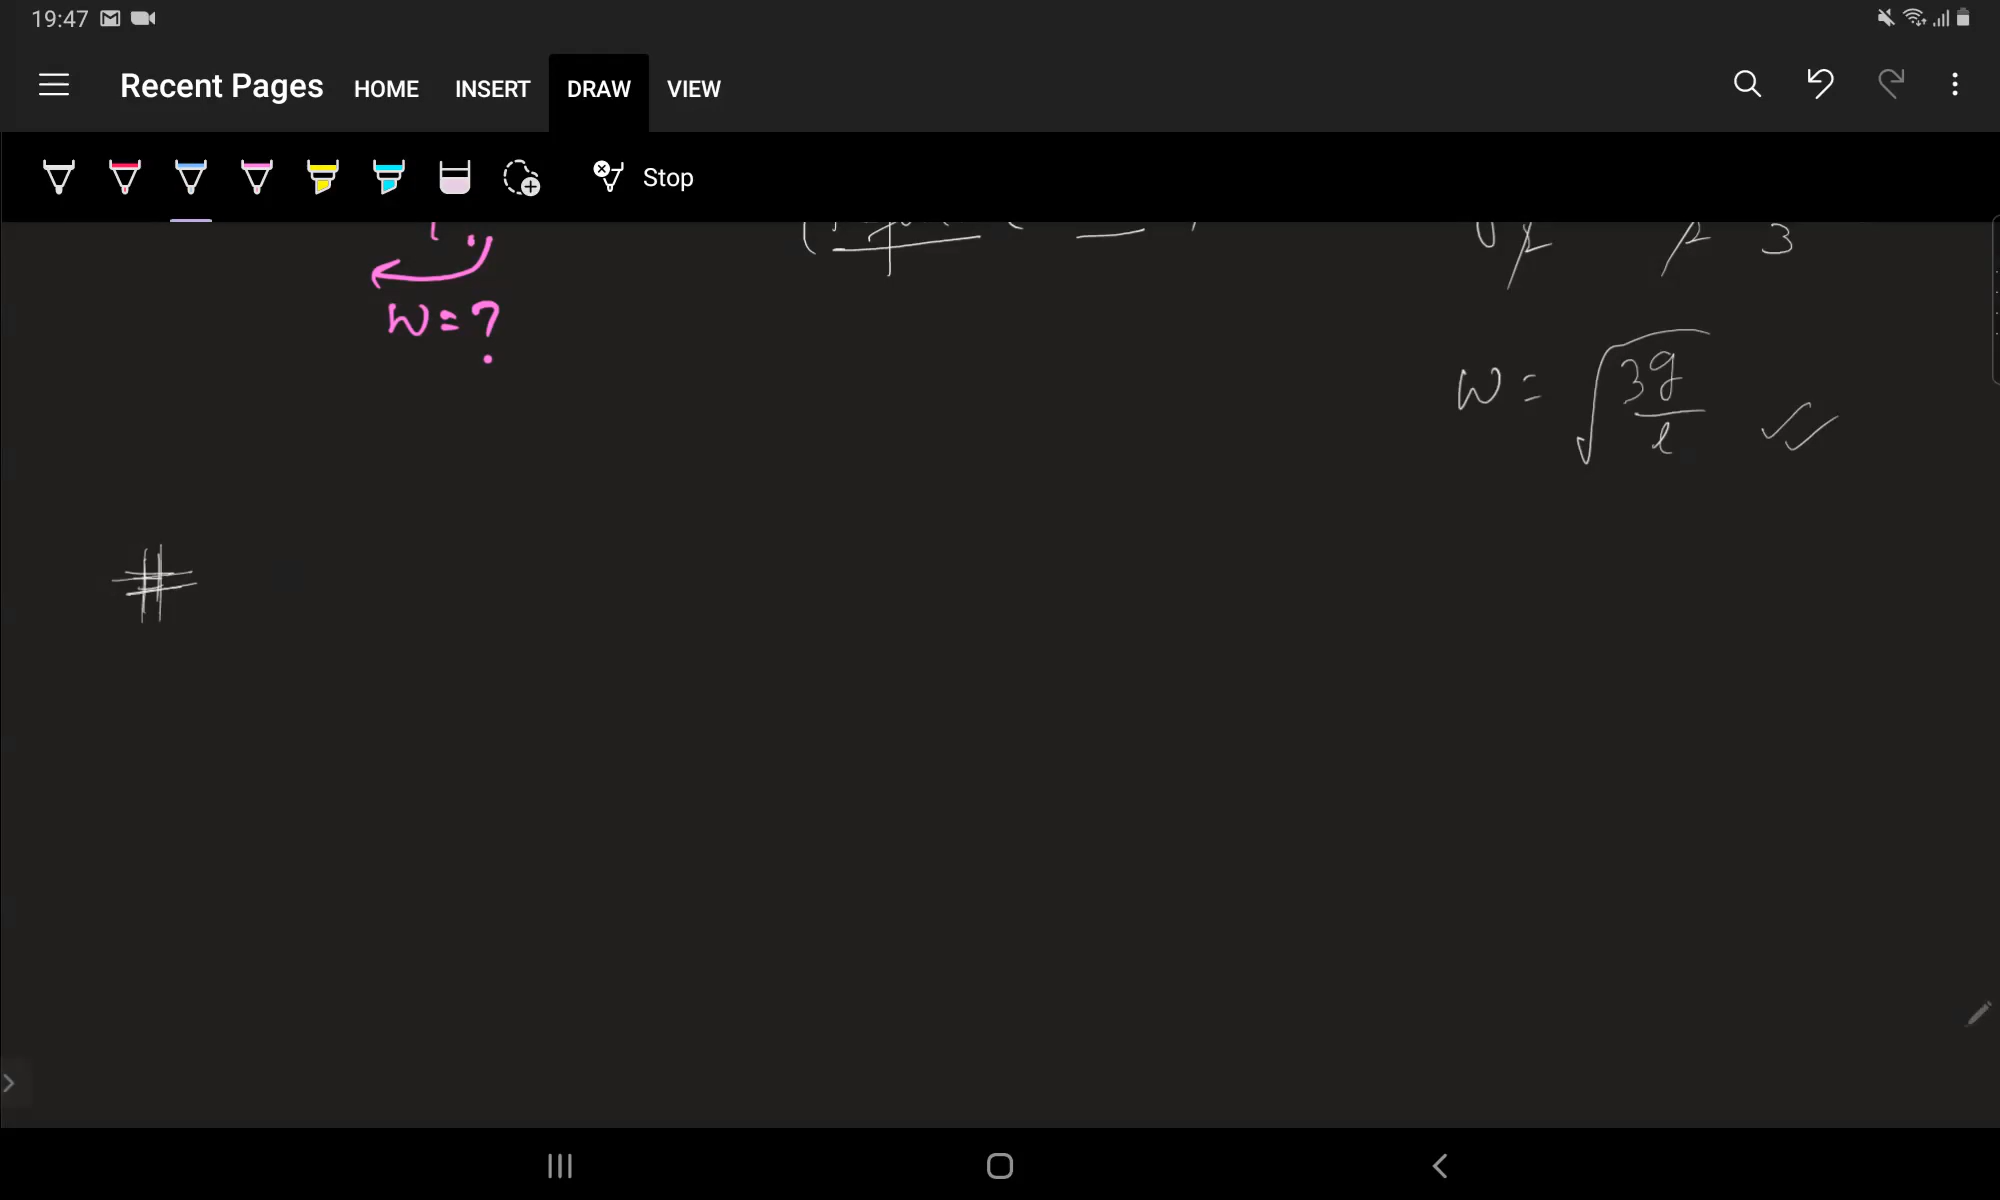 19:47
Recent Pages HOME INSERT DRAW VIEW
Stop
3
W = ?
W = √3g/l
#